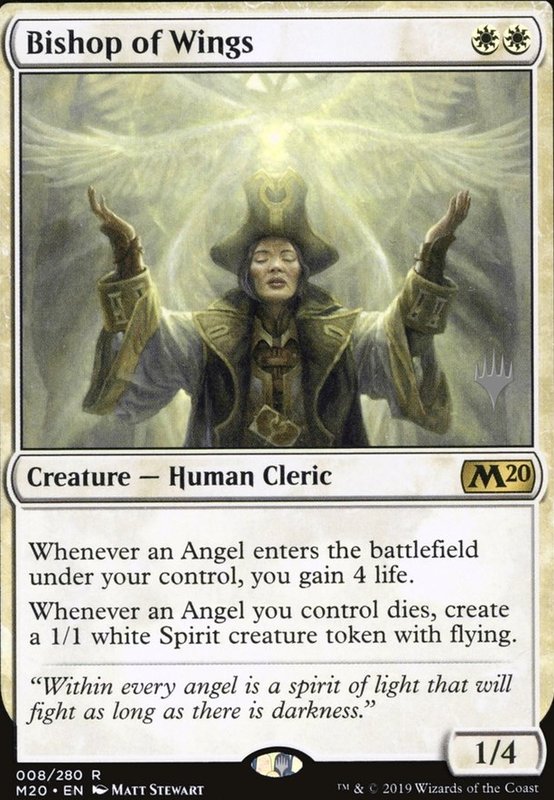 Bishop of Wings
Creature — Human Cleric
M20
Whenever an Angel enters the battlefield
under your control, you gain 4 life.
Whenever an Angel you control dies, create
a 1/1 white Spirit creature token with flying.
“Within every angel is a spirit of light that will
fight as long as there is darkness.”
1/4
008/280 R
M20 • EN Matt Stewart
™ & © 2019 Wizards of the Coast